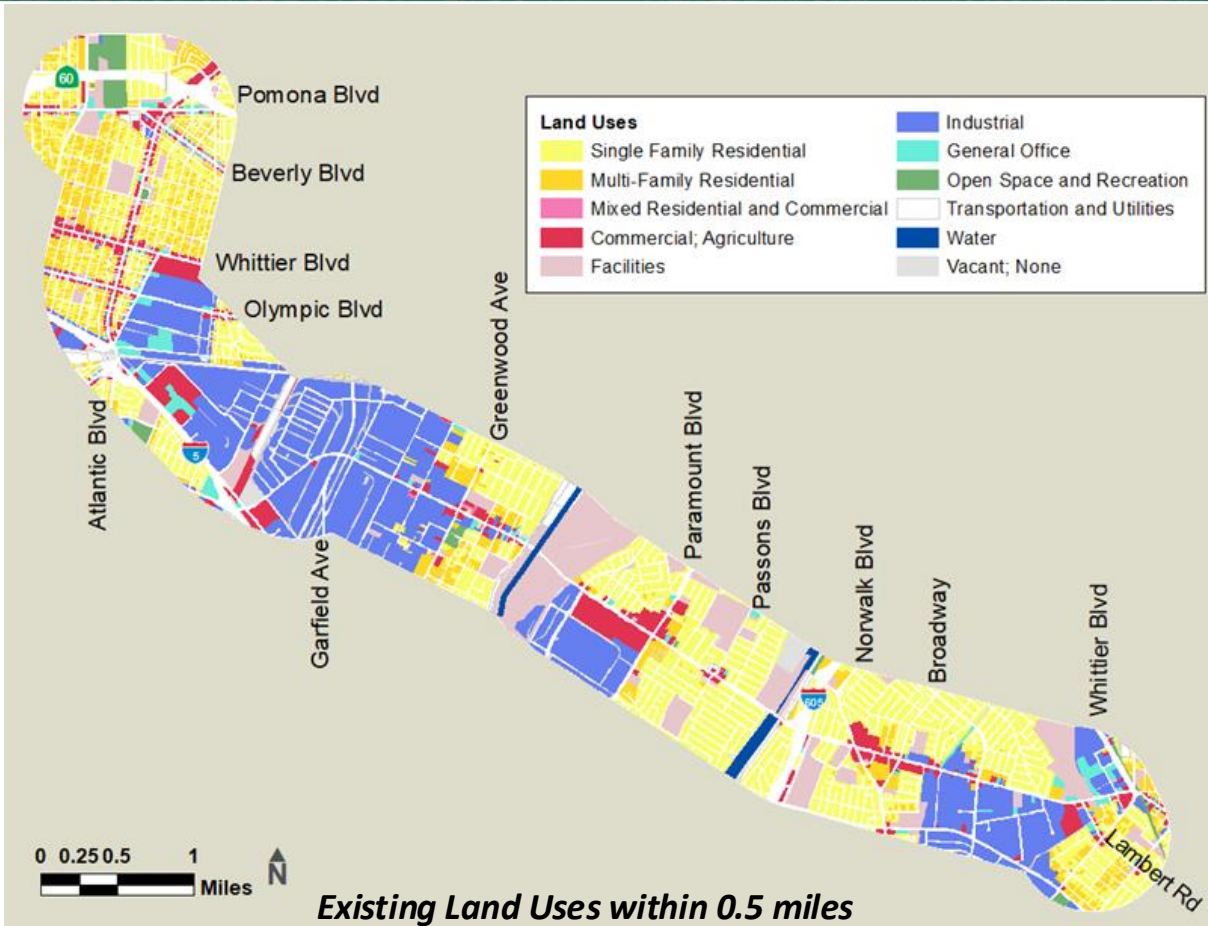 60
Pomona Blvd
Beverly Blvd
Whittier Blvd
Olympic Blvd
Land Uses
Single Family Residential
Multi-Family Residential
Mixed Residential and Commercial
Commercial; Agriculture
Facilities
Industrial
General Office
Open Space and Recreation
Transportation and Utilities
Water
Vacant; None
Atlantic Blvd
5
Garfield Ave
Greenwood Ave
Paramount Blvd
Passons Blvd
605
Norwalk Blvd
Broadway
Whittier Blvd
Lambert Rd
0 0.25 0.5 1
Miles
N
Existing Land Uses within 0.5 miles